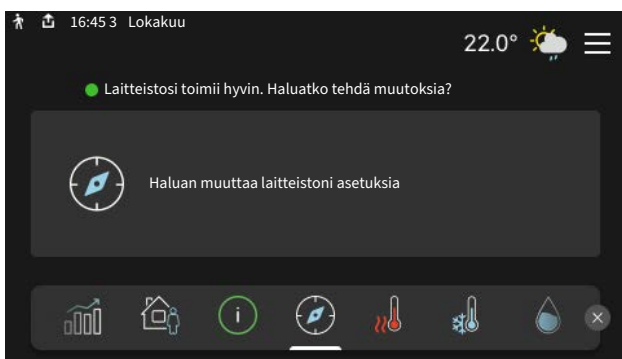 16:45 3 Lokakuu
22.0°
Laitteistosi toimii hyvin. Haluatko tehdä muutoksia?
Haluan muuttaa laitteistoni asetuksia